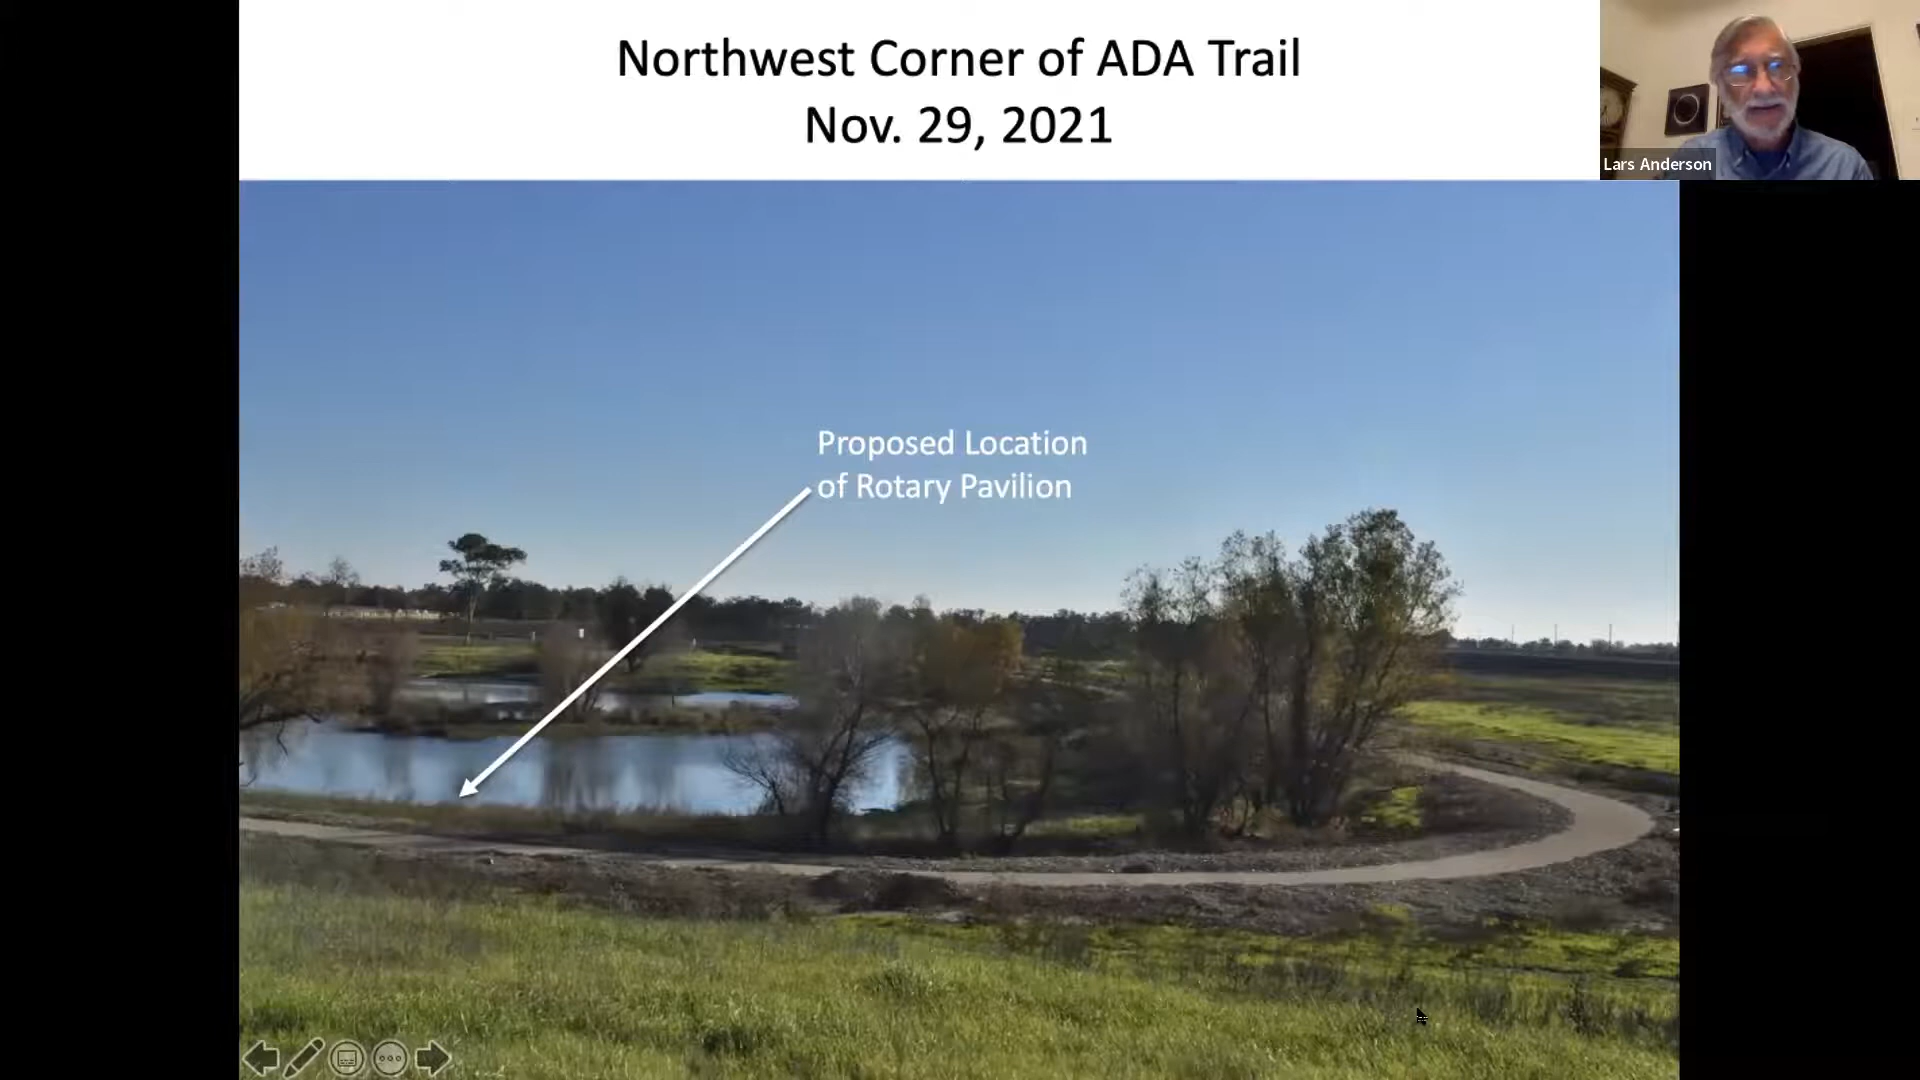 Northwest Corner of ADA Trail
Nov. 29, 2021
Lars Anderson
Proposed Location
of Rotary Pavilion